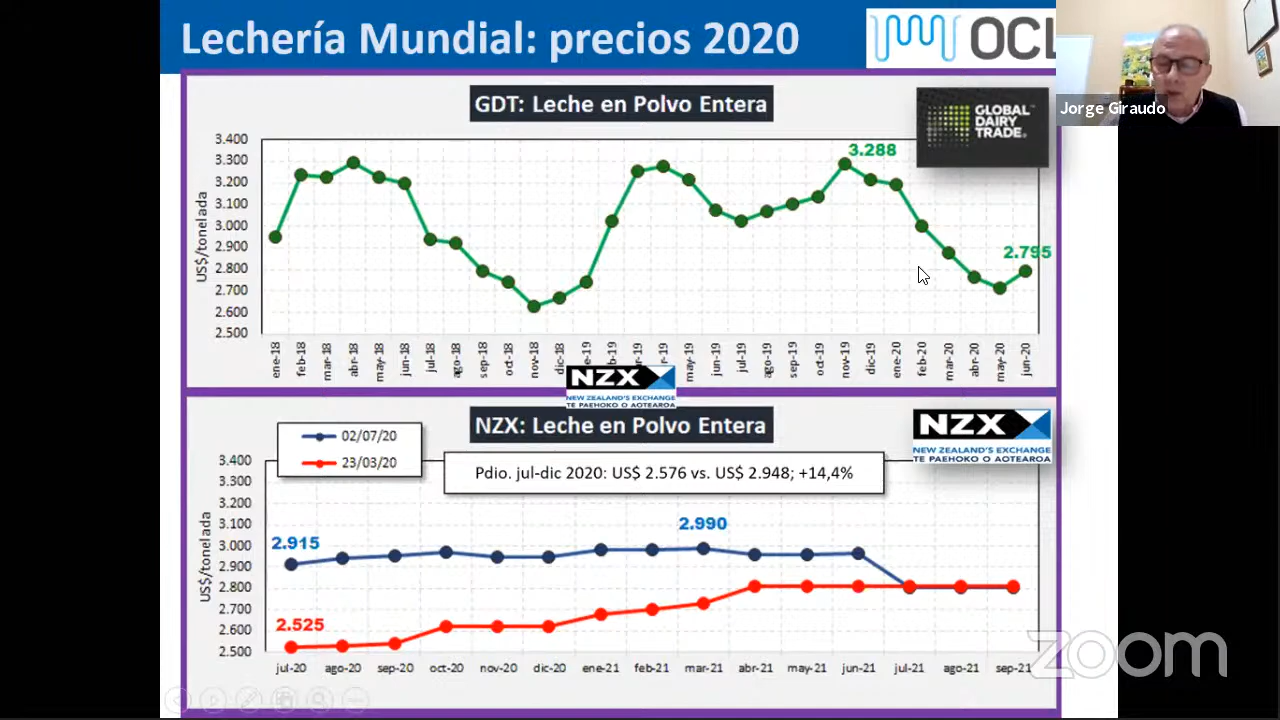 Lechería Mundial: precios 2020
OCL
Jorge Giraudo
GDT: Leche en Polvo Entera
GLOBAL
DAIRY
TRADE
US$/tonelada
3.400
3.300
3.200
3.100
3.000
2.900
2.800
2.700
2.600
2.500
3.288
2.795
ene-18
feb-18
mar-18
abr-18
may-18
jun-18
jul-18
ago-18
sep-18
oct-18
nov-18
dic-18
e-19
b-19
r-19
r-19
may-19
jun-19
jul-19
ago-19
sep-19
oct-19
nov-19
dic-19
ene-20
feb-20
mar-20
abr-20
may-20
jun-20
NZX
NEW ZEALAND'S EXCHANGE
TE PAEHOKO O AOTEAROA
NZX: Leche en Polvo Entera
NZX
NEW ZEALAND'S EXCHANGE
TE PAEHOKO O AOTEAROA
02/07/20
23/03/20
Pdio. jul-dic 2020: US$ 2.576 vs. US$ 2.948; +14,4%
US$/tonelada
3.400
3.300
3.200
3.100
3.000
2.900
2.800
2.700
2.600
2.500
2.915
2.990
2.525
jul-20
ago-20
sep-20
oct-20
nov-20
dic-20
ene-21
feb-21
mar-21
abr-21
may-21
jun-21
jul-21
ago-21
sep-21
zoom